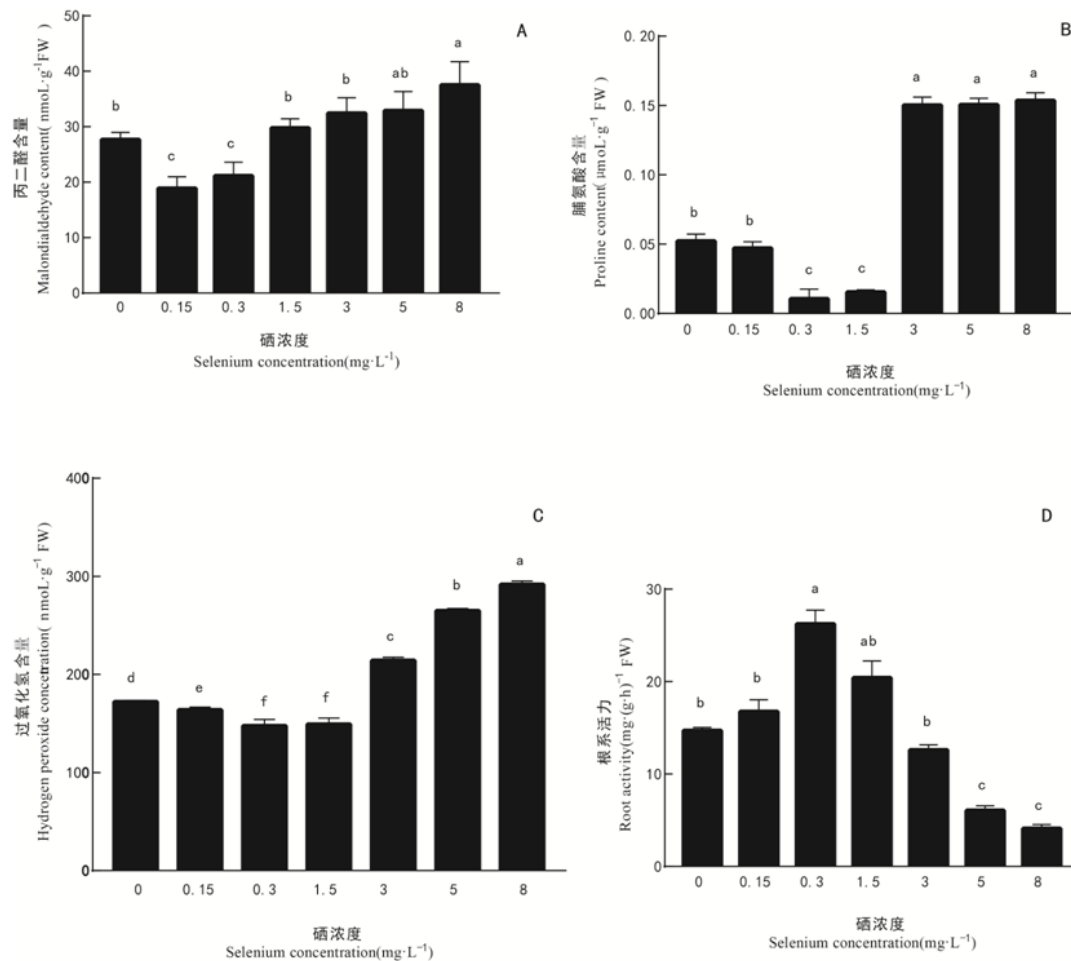 A
丙二醛含量
Malondialdehyde content( nmoL·g⁻¹FW)
50
40
30
20
10
0
b
c
c
b
b
ab
a
0 0.15 0.3 1.5 3 5 8
硒浓度
Selenium concentration(mg·L⁻¹)
B
脯氨酸含量
Proline content( μmoL·g⁻¹ FW)
0.20
0.15
0.10
0.05
0.00
b
b
c
c
a
a
a
0 0.15 0.3 1.5 3 5 8
硒浓度
Selenium concentration(mg·L⁻¹)
C
过氧化氢含量
Hydrogen peroxide concetration( nmoL·g⁻¹ FW)
400
300
200
100
0
d
e
f
f
c
b
a
0 0.15 0.3 1.5 3 5 8
硒浓度
Selenium concentration(mg·L⁻¹)
D
根系活力
Root activity(mg·(g·h)⁻¹ FW)
30
20
10
0
b
b
a
ab
b
c
c
0 0.15 0.3 1.5 3 5 8
硒浓度
Selenium concentration(mg·L⁻¹)